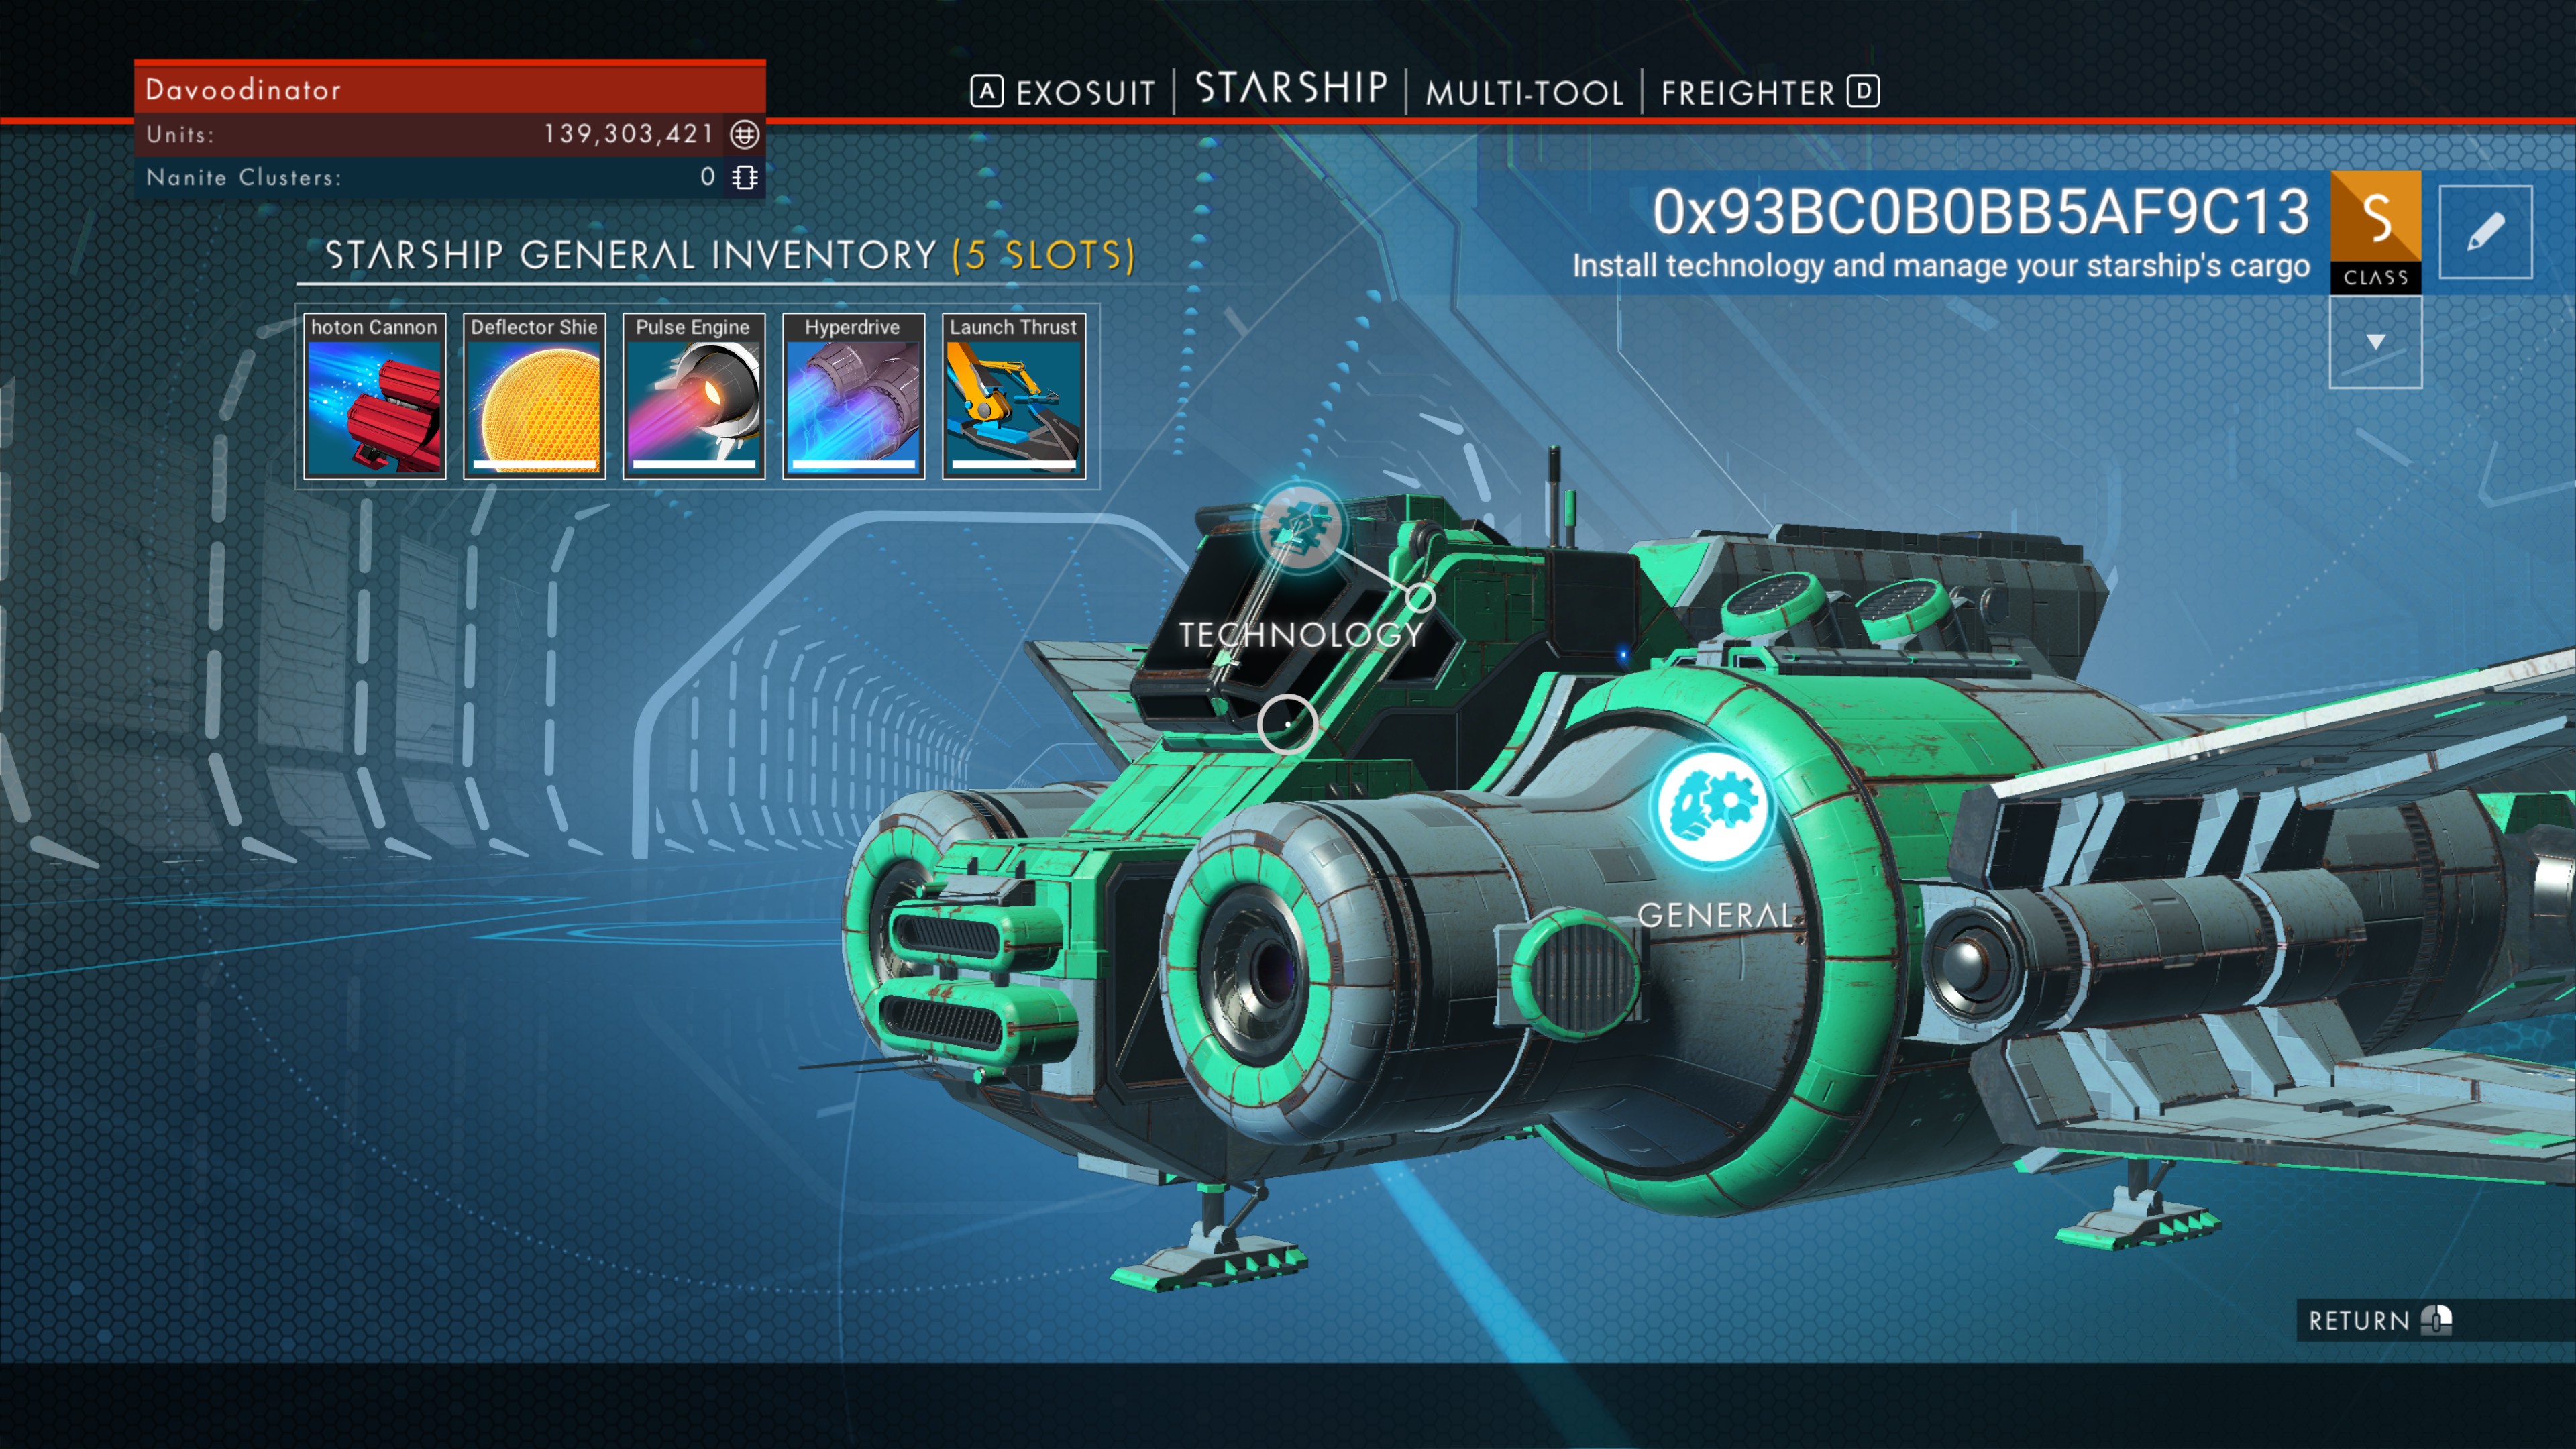 Davoodinator
Units: 139,303,421
Nanite Clusters: 0
A EXOSUIT STARSHIP MULTI-TOOL FREIGHTER D
0x93BC0B0BB5AF9C13
Install technology and manage your starship's cargo
S
CLASS
STARSHIP GENERAL INVENTORY (5 SLOTS)
hoton Cannon Deflector Shie Pulse Engine Hyperdrive Launch Thrust
TECHNOLOGY
GENERAL
RETURN